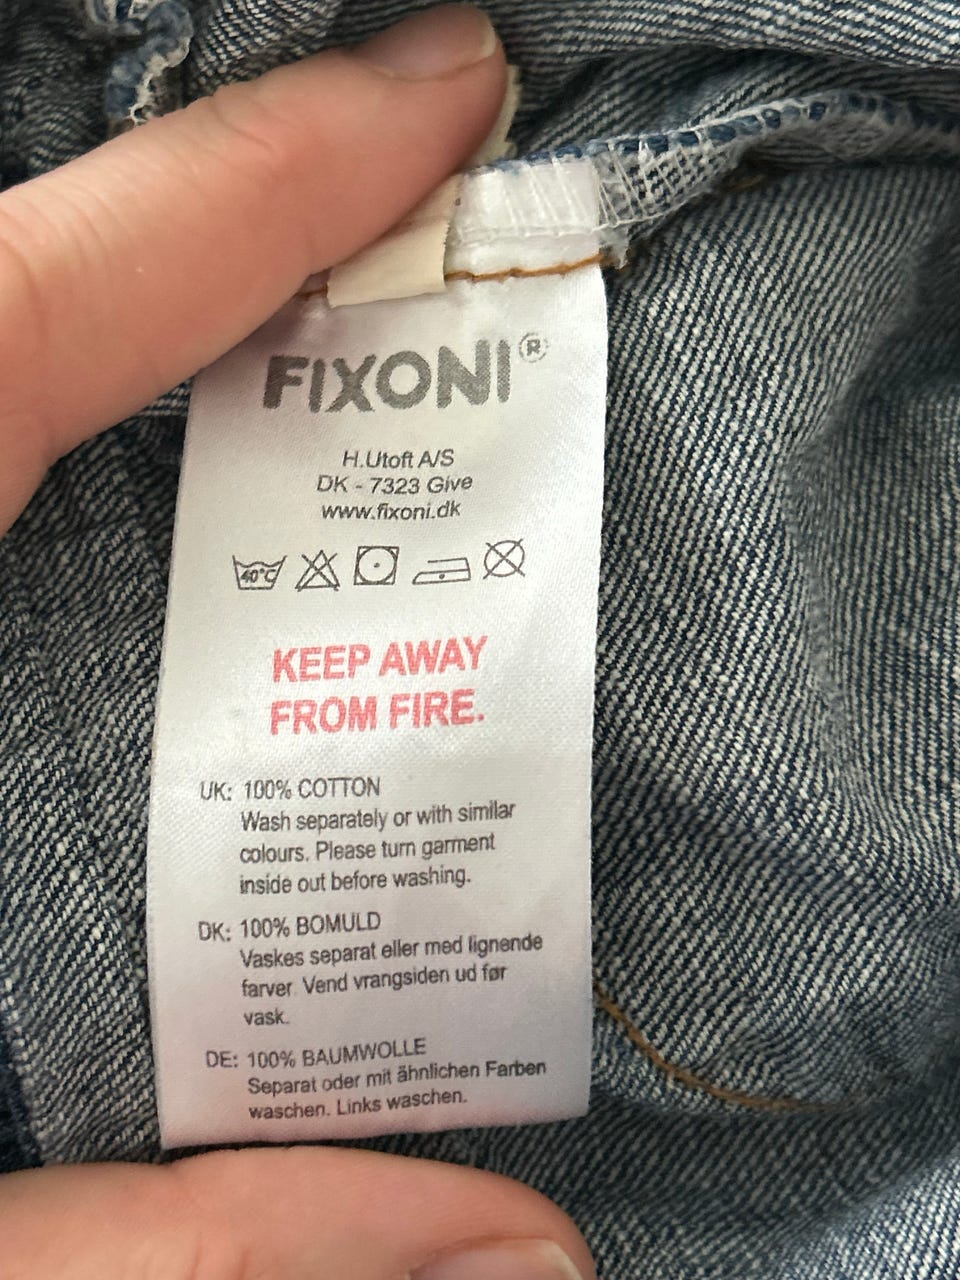 FIXONI®
H.Utoft A/S
DK - 7323 Give
www.fixoni.dk
40°C
KEEP AWAY
FROM FIRE.
UK: 100% COTTON
Wash separately or with similar
colours. Please turn garment
inside out before washing.
DK: 100% BOMULD
Vaskes separat eller med lignende
farver. Vend vrangsiden ud før
vask.
DE: 100% BAUMWOLLE
Separat oder mit ähnlichen Farben
waschen. Links waschen.